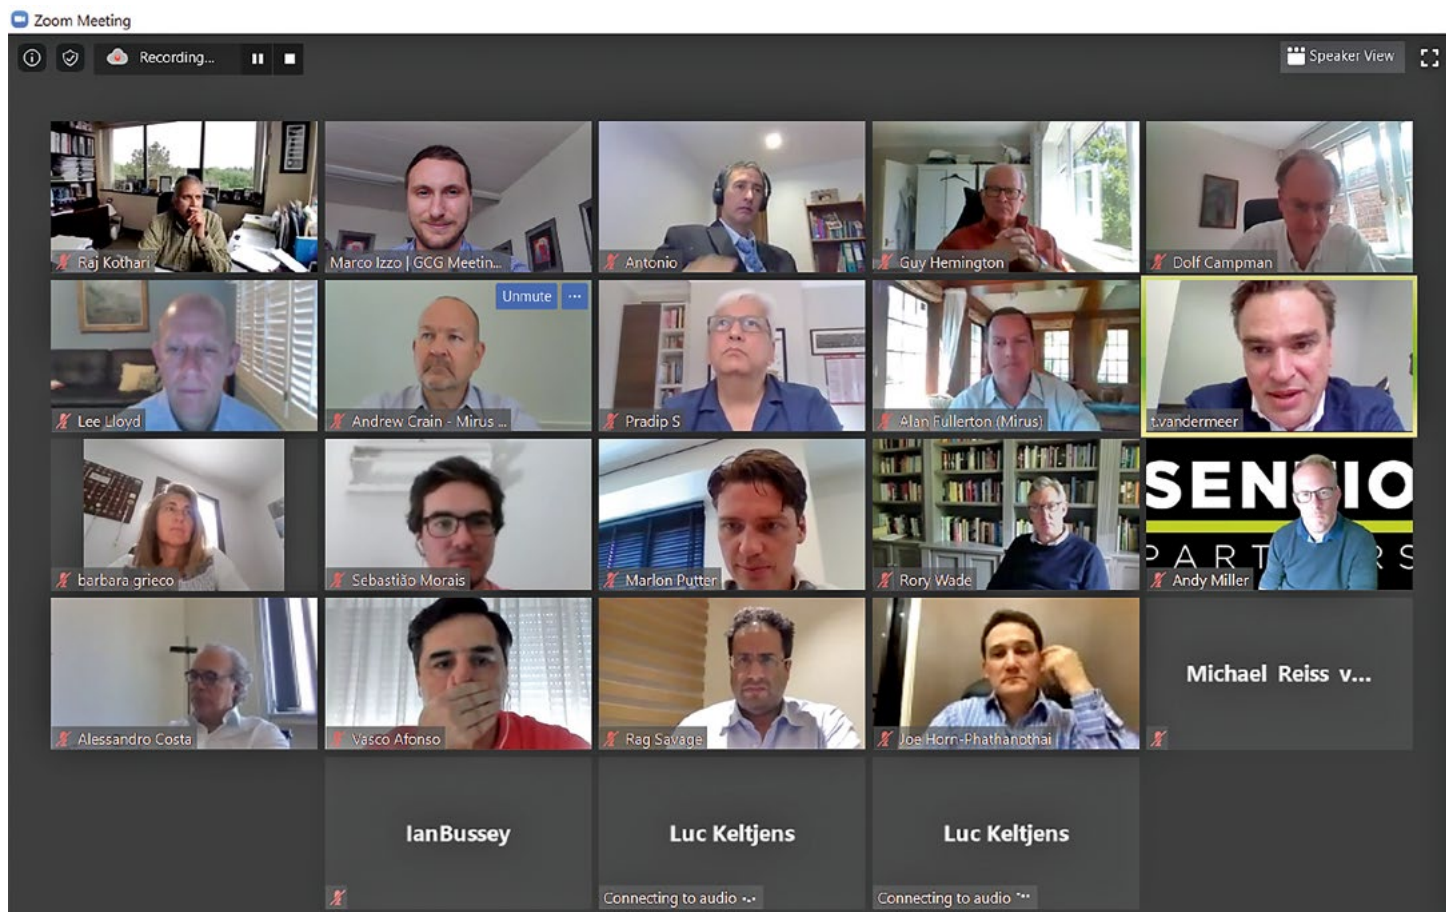 Zoom Meeting
Recording...
Speaker View
Raj Kothari
Marco Izzo | GCG Meetin...
Antonio
Guy Hemington
Dolf Campman
Unmute ...
Lee Lloyd
Andrew Crain - Mirus ...
Pradip S
Alan Fullerton (Mirus)
t.vandermeer
barbara grieco
Sebastião Morais
Marlon Putter
Rory Wade
SEN IO
PART ERS
Andy Miller
Alessandro Costa
Vasco Afonso
Rag Savage
Joe Horn-Phathanothai
Michael Reiss v...
IanBussey
Luc Keltjens
Luc Keltjens
Connecting to audio
Connecting to audio